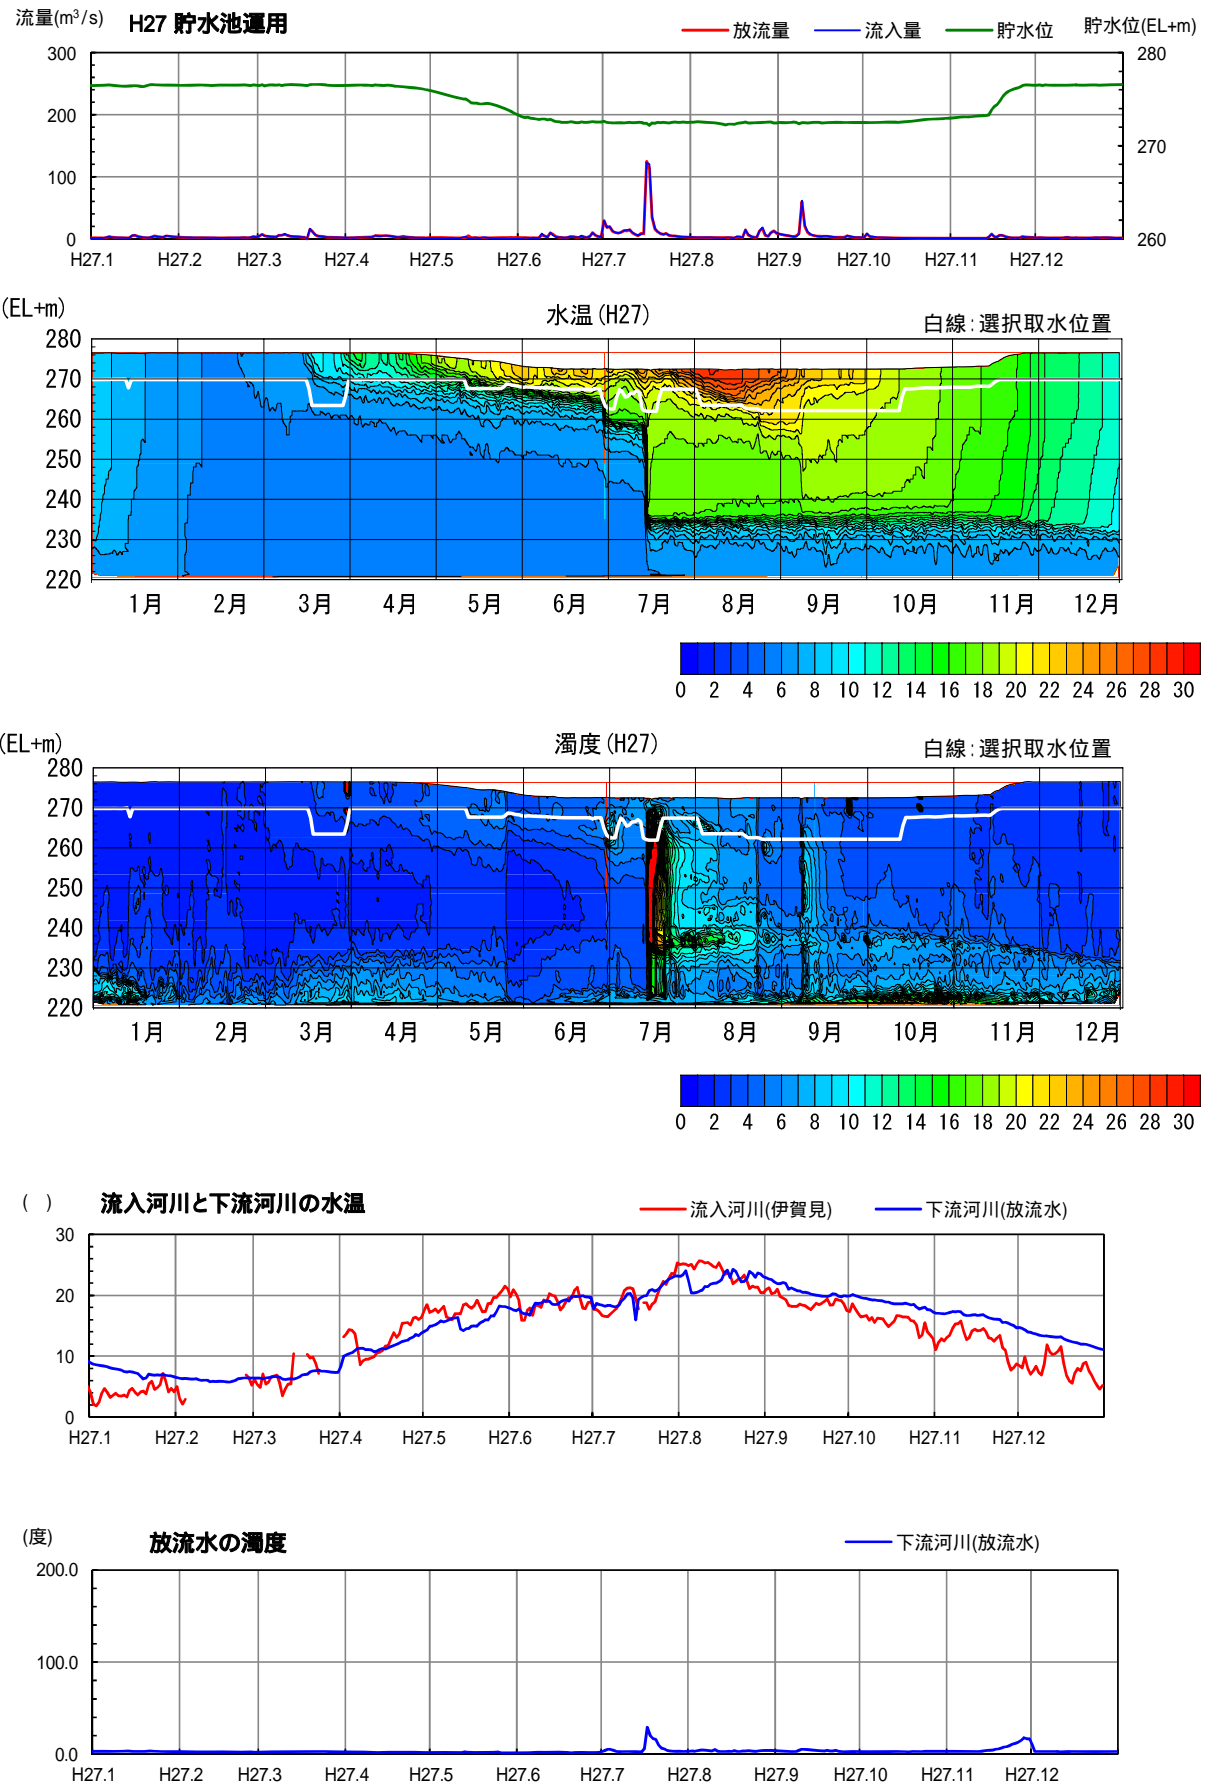 流量(m³/s)
H27 貯水池運用
放流量 流入量 貯水位
貯水位(EL+m)
300
200
100
0
280
270
260
H27.1 H27.2 H27.3 H27.4 H27.5 H27.6 H27.7 H27.8 H27.9 H27.10 H27.11 H27.12
(EL+m)
水温(H27)
白線:選択取水位置
280
270
260
250
240
230
220
1月 2月 3月 4月 5月 6月 7月 8月 9月 10月 11月 12月
0 2 4 6 8 10 12 14 16 18 20 22 24 26 28 30
(EL+m)
濁度(H27)
白線:選択取水位置
280
270
260
250
240
230
220
1月 2月 3月 4月 5月 6月 7月 8月 9月 10月 11月 12月
0 2 4 6 8 10 12 14 16 18 20 22 24 26 28 30
( )
流入河川と下流河川の水温
流入河川(伊賀見) 下流河川(放流水)
30
20
10
0
H27.1 H27.2 H27.3 H27.4 H27.5 H27.6 H27.7 H27.8 H27.9 H27.10 H27.11 H27.12
(度)
放流水の濁度
下流河川(放流水)
200.0
100.0
0.0
H27.1 H27.2 H27.3 H27.4 H27.5 H27.6 H27.7 H27.8 H27.9 H27.10 H27.11 H27.12